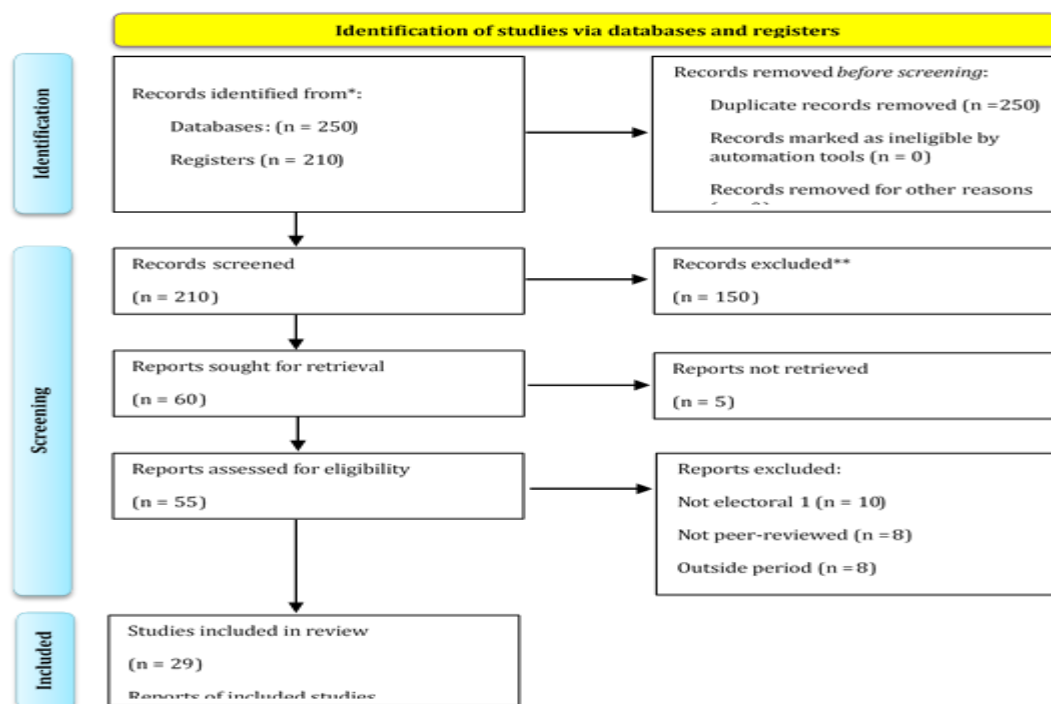 Identification of studies via databases and registers
Identification
Records identified from*:
Databases: (n = 250)
Registers (n = 210)
Records removed before screening:
Duplicate records removed (n =250)
Records marked as ineligible by
automation tools (n = 0)
Records removed for other reasons
Screening
Records screened
(n = 210)
Records excluded**
(n = 150)
Reports sought for retrieval
(n = 60)
Reports not retrieved
(n = 5)
Reports assessed for eligibility
(n = 55)
Reports excluded:
Not electoral 1 (n = 10)
Not peer-reviewed (n =8)
Outside period (n =8)
Included
Studies included in review
(n = 29)
Reports of included studies